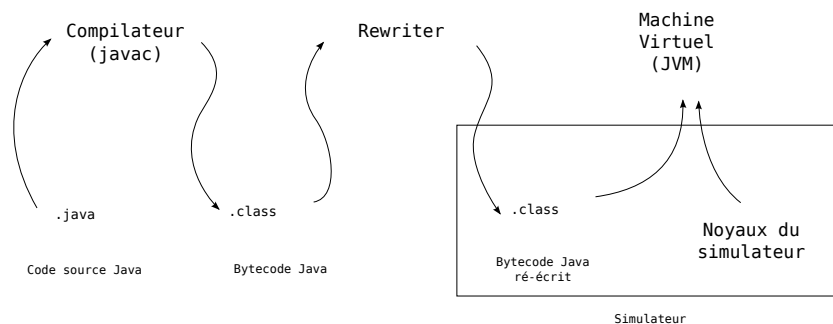 Compilateur
(javac)
Rewriter
Machine
Virtuel
(JVM)
.java
.class
.class
Code source Java
Bytecode Java
Bytecode Java
ré-écrit
Noyaux du
simulateur
Simulateur